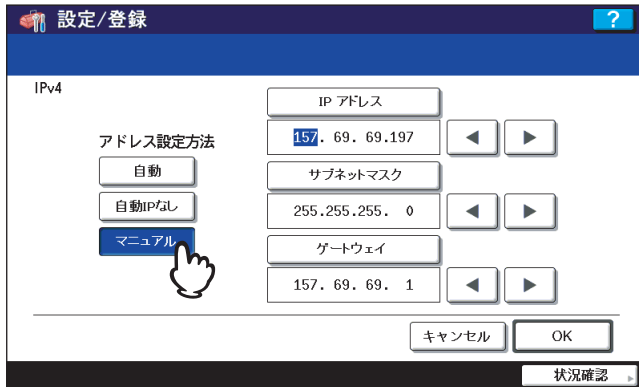 設定/登録
?
IPv4
アドレス設定方法
自動
自動IPなし
マニュアル
IP アドレス
157. 69. 69.197
サブネットマスク
255.255.255. 0
ゲートウェイ
157. 69. 69. 1
キャンセル
OK
状況確認